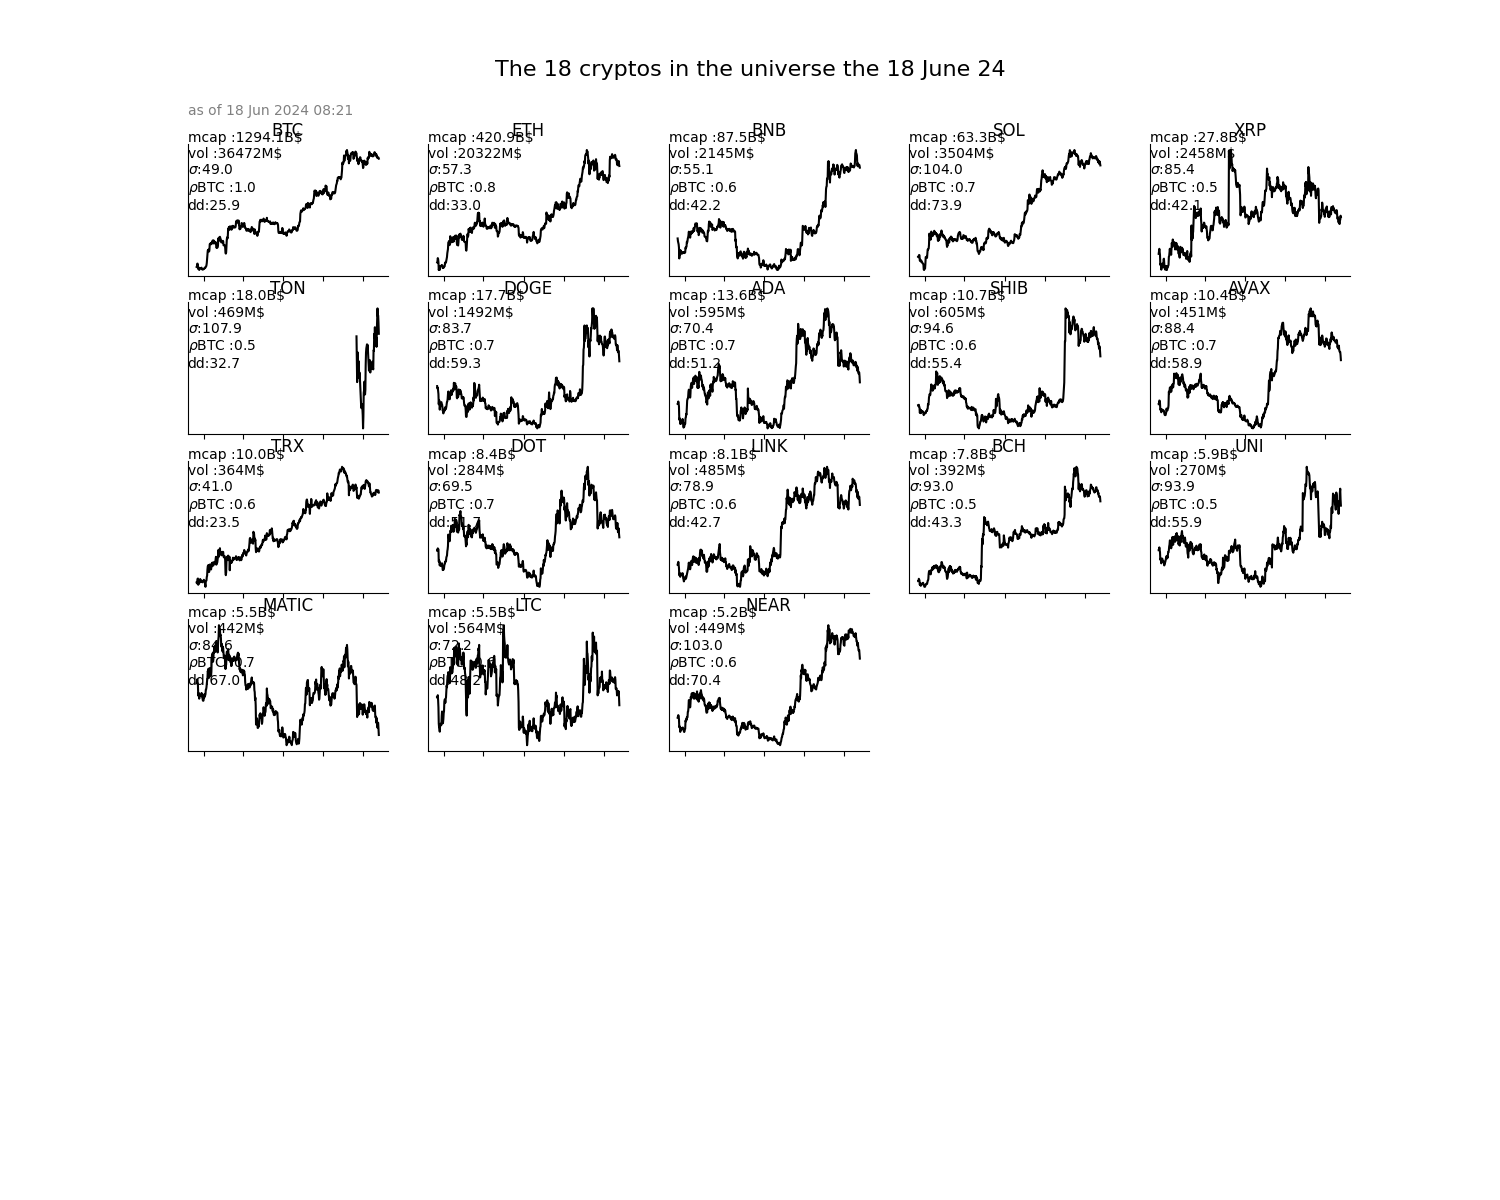 The 18 cryptos in the universe the 18 June 24
as of 18 Jun 2024 08:21
BTC
mcap :1294.1B$
vol :36472M$
σ:49.0
ρBTC :1.0
dd:25.9
ETH
mcap :420.9B$
vol :20322M$
σ:57.3
ρBTC :0.8
dd:33.0
BNB
mcap :87.5B$
vol :2145M$
σ:55.1
ρBTC :0.6
dd:42.2
SOL
mcap :63.3B$
vol :3504M$
σ:104.0
ρBTC :0.7
dd:73.9
XRP
mcap :27.8B$
vol :2458M$
σ:85.4
ρBTC :0.5
dd:42.1
TON
mcap :18.0B$
vol :469M$
σ:107.9
ρBTC :0.5
dd:32.7
DOGE
mcap :17.7B$
vol :1492M$
σ:83.7
ρBTC :0.7
dd:59.3
ADA
mcap :13.6B$
vol :595M$
σ:70.4
ρBTC :0.7
dd:51.2
SHIB
mcap :10.7B$
vol :605M$
σ:94.6
ρBTC :0.6
dd:55.4
AVAX
mcap :10.4B$
vol :451M$
σ:88.4
ρBTC :0.7
dd:58.9
TRX
mcap :10.0B$
vol :364M$
σ:41.0
ρBTC :0.6
dd:23.5
DOT
mcap :8.4B$
vol :284M$
σ:69.5
ρBTC :0.7
dd:51.7
LINK
mcap :8.1B$
vol :485M$
σ:78.9
ρBTC :0.6
dd:42.7
BCH
mcap :7.8B$
vol :392M$
σ:93.0
ρBTC :0.5
dd:43.3
UNI
mcap :5.9B$
vol :270M$
σ:93.9
ρBTC :0.5
dd:55.9
MATIC
mcap :5.5B$
vol :442M$
σ:84.6
ρBTC :0.7
dd:67.0
LTC
mcap :5.5B$
vol :564M$
σ:72.2
ρBTC
dd:48.2
NEAR
mcap :5.2B$
vol :449M$
σ:103.0
ρBTC :0.6
dd:70.4